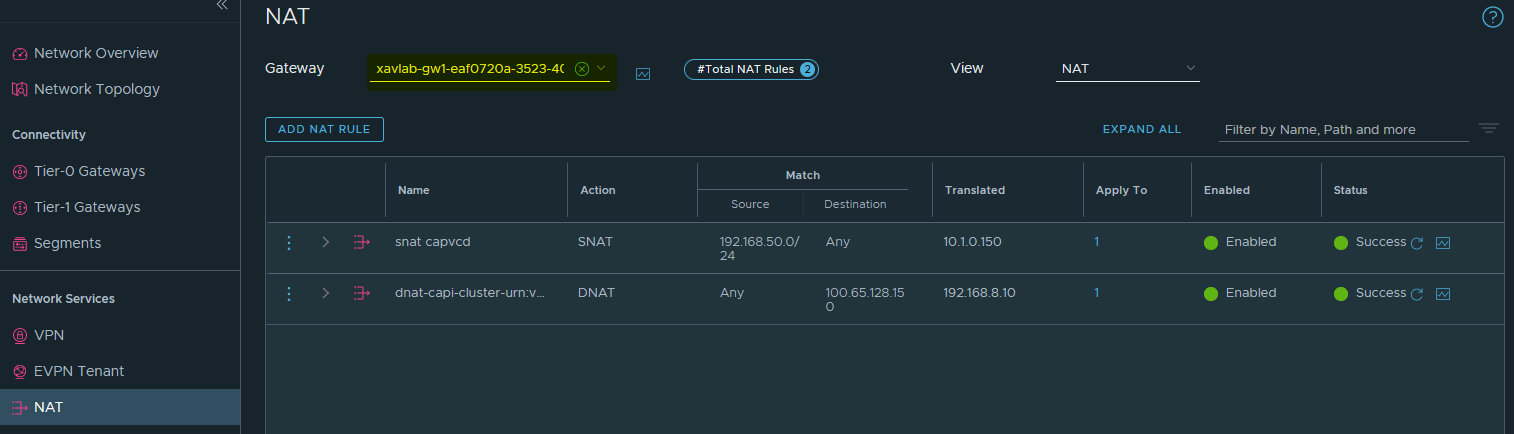 NAT
?
Network Overview
Network Topology
Connectivity
Tier-0 Gateways
Tier-1 Gateways
Segments
Network Services
VPN
EVPN Tenant
NAT
Gateway xavlab-gw1-eaf0720a-3523-40 #Total NAT Rules 2 View NAT
ADD NAT RULE EXPAND ALL Filter by Name, Path and more
Match
Name Action Translated Apply To Enabled Status
Source Destination
snat capvcd SNAT 192.168.50.0/ Any 10.1.0.150 1 Enabled Success
24
dnat-capi-cluster-urn:v... DNAT Any 100.65.128.15 192.168.8.10 1 Enabled Success
0